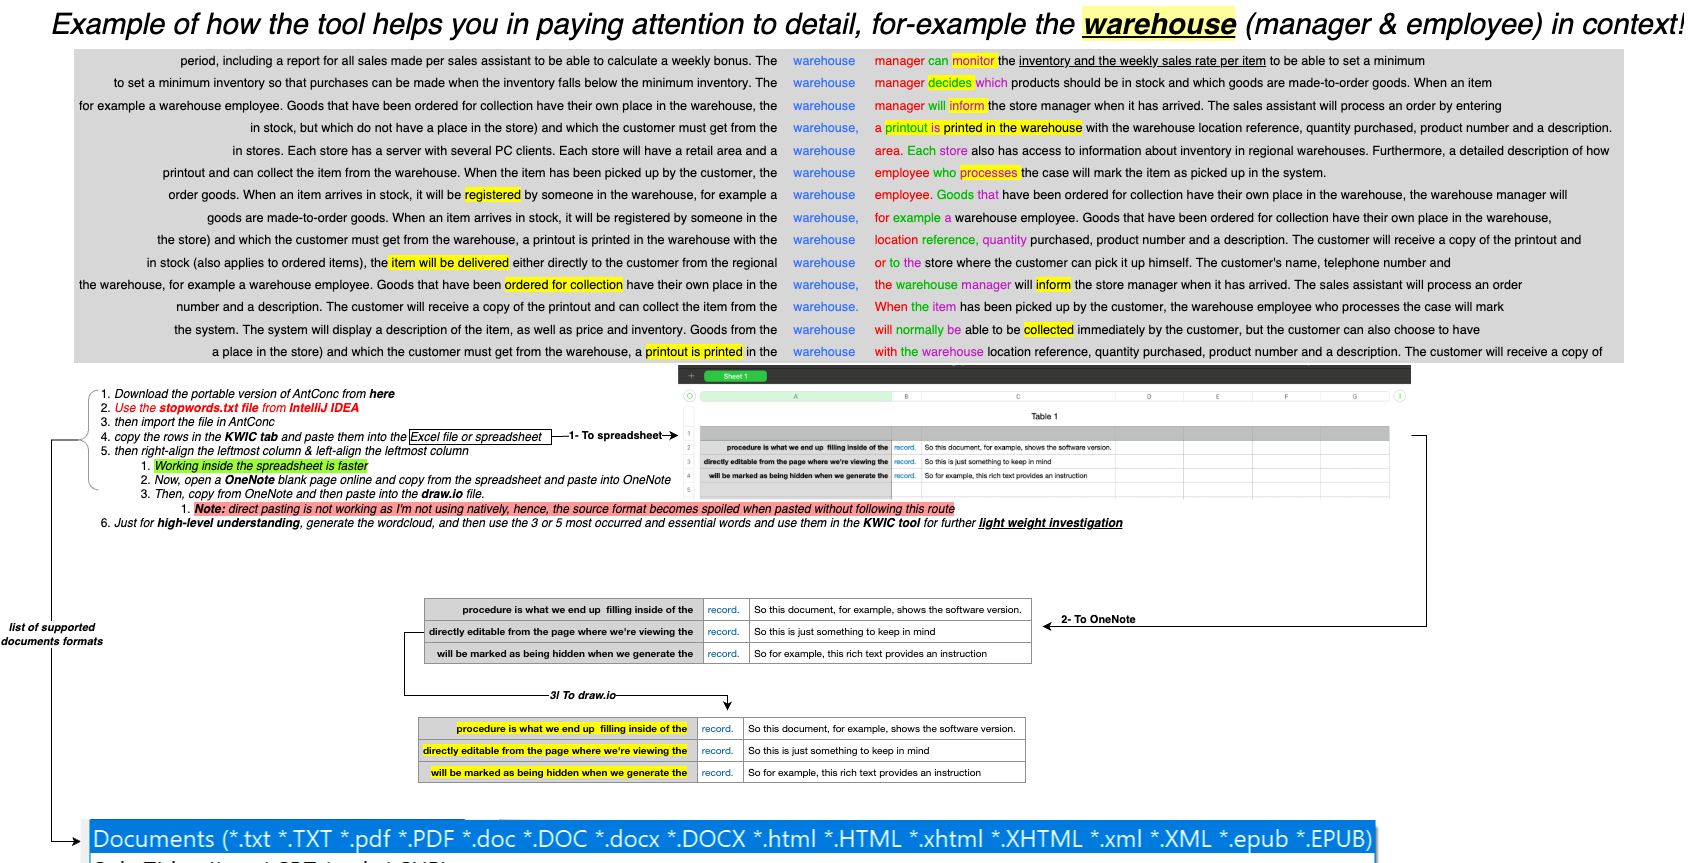 Example of how the tool helps you in paying attention to detail, for-example the warehouse (manager & employee) in context!
period, including a report for all sales made per sales assistant to be able to calculate a weekly bonus. The warehouse manager can monitor the inventory and the weekly sales rate per item to be able to set a minimum
to set a minimum inventory so that purchases can be made when the inventory falls below the minimum inventory. The warehouse manager decides which products should be in stock and which goods are made-to-order goods. When an item
for example a warehouse employee. Goods that have been ordered for collection have their own place in the warehouse, the warehouse manager will inform the store manager when it has arrived. The sales assistant will process an order by entering
in stock, but which do not have a place in the store) and which the customer must get from the warehouse, a printout is printed in the warehouse with the warehouse location reference, quantity purchased, product number and a description.
in stores. Each store has a server with several PC clients. Each store will have a retail area and a warehouse area. Each store also has access to information about inventory in regional warehouses. Furthermore, a detailed description of how
printout and can collect the item from the warehouse. When the item has been picked up by the customer, the warehouse employee who processes the case will mark the item as picked up in the system.
order goods. When an item arrives in stock, it will be registered by someone in the warehouse, for example a warehouse employee. Goods that have been ordered for collection have their own place in the warehouse, the warehouse manager will
goods are made-to-order goods. When an item arrives in stock, it will be registered by someone in the warehouse, for example a warehouse employee. Goods that have been ordered for collection have their own place in the warehouse,
the store) and which the customer must get from the warehouse, a printout is printed in the warehouse with the warehouse location reference, quantity purchased, product number and a description. The customer will receive a copy of the printout and
in stock (also applies to ordered items), the item will be delivered either directly to the customer from the regional warehouse or to the store where the customer can pick it up himself. The customer's name, telephone number and
the warehouse, for example a warehouse employee. Goods that have been ordered for collection have their own place in the warehouse, the warehouse manager will inform the store manager when it has arrived. The sales assistant will process an order
number and a description. The customer will receive a copy of the printout and can collect the item from the warehouse. When the item has been picked up by the customer, the warehouse employee who processes the case will mark
the system. The system will display a description of the item, as well as price and inventory. Goods from the warehouse will normally be able to be collected immediately by the customer, but the customer can also choose to have
a place in the store) and which the customer must get from the warehouse, a printout is printed in the warehouse with the warehouse location reference, quantity purchased, product number and a description. The customer will receive a copy of
1. Download the portable version of AntConc from here
2. Use the stopwords.txt file from IntelliJ IDEA
3. then import the file in AntConc
4. copy the rows in the KWIC tab and paste them into the Excel file or spreadsheet
5. then right-align the leftmost column & left-align the leftmost column
1. Working inside the spreadsheet is faster
2. Now, open a OneNote blank page online and copy from the spreadsheet and paste into OneNote
3. Then, copy from OneNote and then paste into the draw.io file.
1. Note: direct pasting is not working as I'm not using natively, hence, the source format becomes spoiled when pasted without following this route
6. Just for high-level understanding, generate the wordcloud, and then use the 3 or 5 most occurred and essential words and use them in the KWIC tool for further light weight investigation
1- To spreadsheet
+ Sheet 1
A B C D E F G
Table 1
1
2 procedure is what we end up filling inside of the record. So this document, for example, shows the software version.
3 directly editable from the page where we're viewing the record. So this is just something to keep in mind
4 will be marked as being hidden when we generate the record. So for example, this rich text provides an instruction
5
2- To OneNote
procedure is what we end up filling inside of the record. So this document, for example, shows the software version.
directly editable from the page where we're viewing the record. So this is just something to keep in mind
will be marked as being hidden when we generate the record. So for example, this rich text provides an instruction
list of supported
documents formats
3l To draw.io
procedure is what we end up filling inside of the record. So this document, for example, shows the software version.
directly editable from the page where we're viewing the record. So this is just something to keep in mind
will be marked as being hidden when we generate the record. So for example, this rich text provides an instruction
Documents (*.txt *.TXT *.pdf *.PDF *.doc *.DOC *.docx *.DOCX *.html *.HTML *.xhtml *.XHTML *.xml *.XML *.epub *.EPUB)